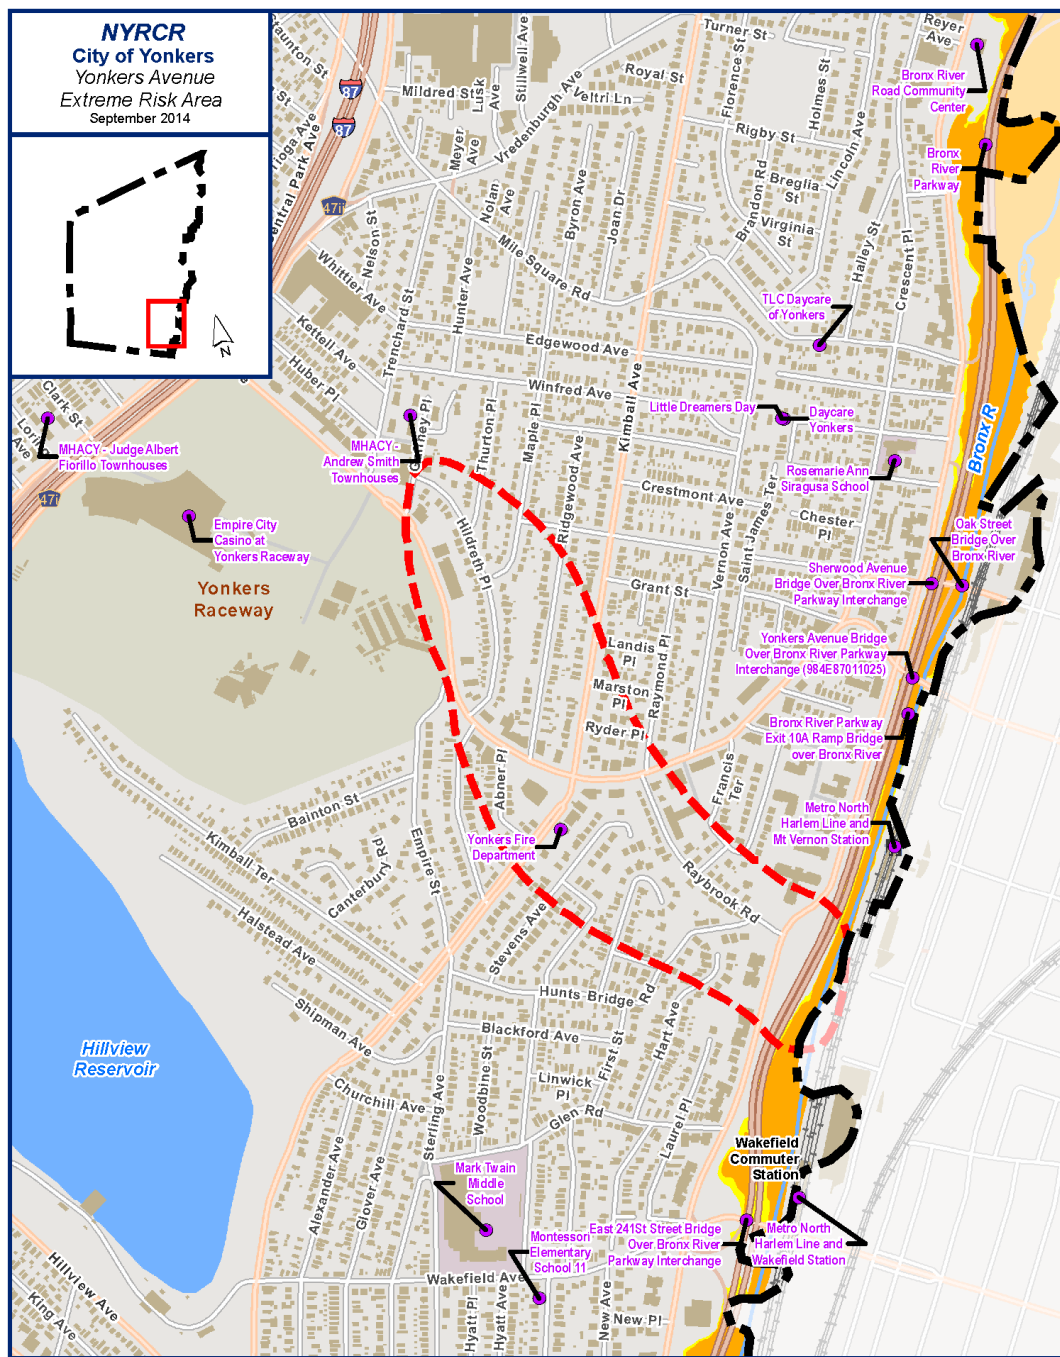 NYRCR
City of Yonkers
Yonkers Avenue
Extreme Risk Area
September 2014
N
Staunton St
Central Park Ave
87
87
47ii
Mildred St
Lusk Ave
Stillwell Ave
Vredenburgh Ave
Veltri Ln
Royal St
Turner St
Florence St
Holmes St
Reyer Ave
Bronx River
Road Community
Center
Rigby St
Lincoln Ave
Bronx
River
Parkway
Meyer Ave
Nolan Ave
Byron Ave
Joan Dr
Brandon Rd
Breglia St
Virginia St
Halley St
Crescent Pl
Nelson St
Whittier Ave
Mile Square Rd
Hunter Ave
Trenchard St
Kettell Ave
Huber Pl
TLC Daycare
of Yonkers
Edgewood Ave
Winfred Ave
Kimball Ave
Little Dreamers Day
Daycare
Yonkers
Clark St
MHACY - Judge Albert
Fiorillo Townhouses
47i
MHACY -
Andrew Smith
Townhouses
Thurton Pl
Maple Pl
Ridgewood Ave
Rosemarie Ann
Siragusa School
Bronx R
Crestmont Ave
Chester Pl
Vernon Ave
Saint James Ter
Oak Street
Bridge Over
Bronx River
Empire City
Casino at
Yonkers Raceway
Yonkers
Raceway
Hildreth Pl
Sherwood Avenue
Bridge Over Bronx River
Parkway Interchange
Grant St
Landis Pl
Raymond Pl
Marston Pl
Ryder Pl
Yonkers Avenue Bridge
Over Bronx River Parkway
Interchange (984E87011025)
Bronx River Parkway
Exit 10A Ramp Bridge
over Bronx River
Francis Ter
Abner Pl
Bainton St
Metro North
Harlem Line and
Mt Vernon Station
Yonkers Fire
Department
Kimball Ter
Canterbury Rd
Empire St
Raybrook Rd
Halstead Ave
Stevens Ave
Hunts Bridge Rd
Shipman Ave
Blackford Ave
Hart Ave
First St
Hillview
Reservoir
Churchill Ave
Sterling Ave
Woodbine St
Linwick Pl
Glen Rd
Laurel Pl
Alexander Ave
Glover Ave
Wakefield
Commuter
Station
Mark Twain
Middle
School
Montessori
Elementary
School 11
East 241St Street Bridge
Over Bronx River
Parkway Interchange
Metro North
Harlem Line and
Wakefield Station
Wakefield Ave
Hillview Ave
King Ave
Hyatt Pl
Hyatt Ave
New Ave
New Pl